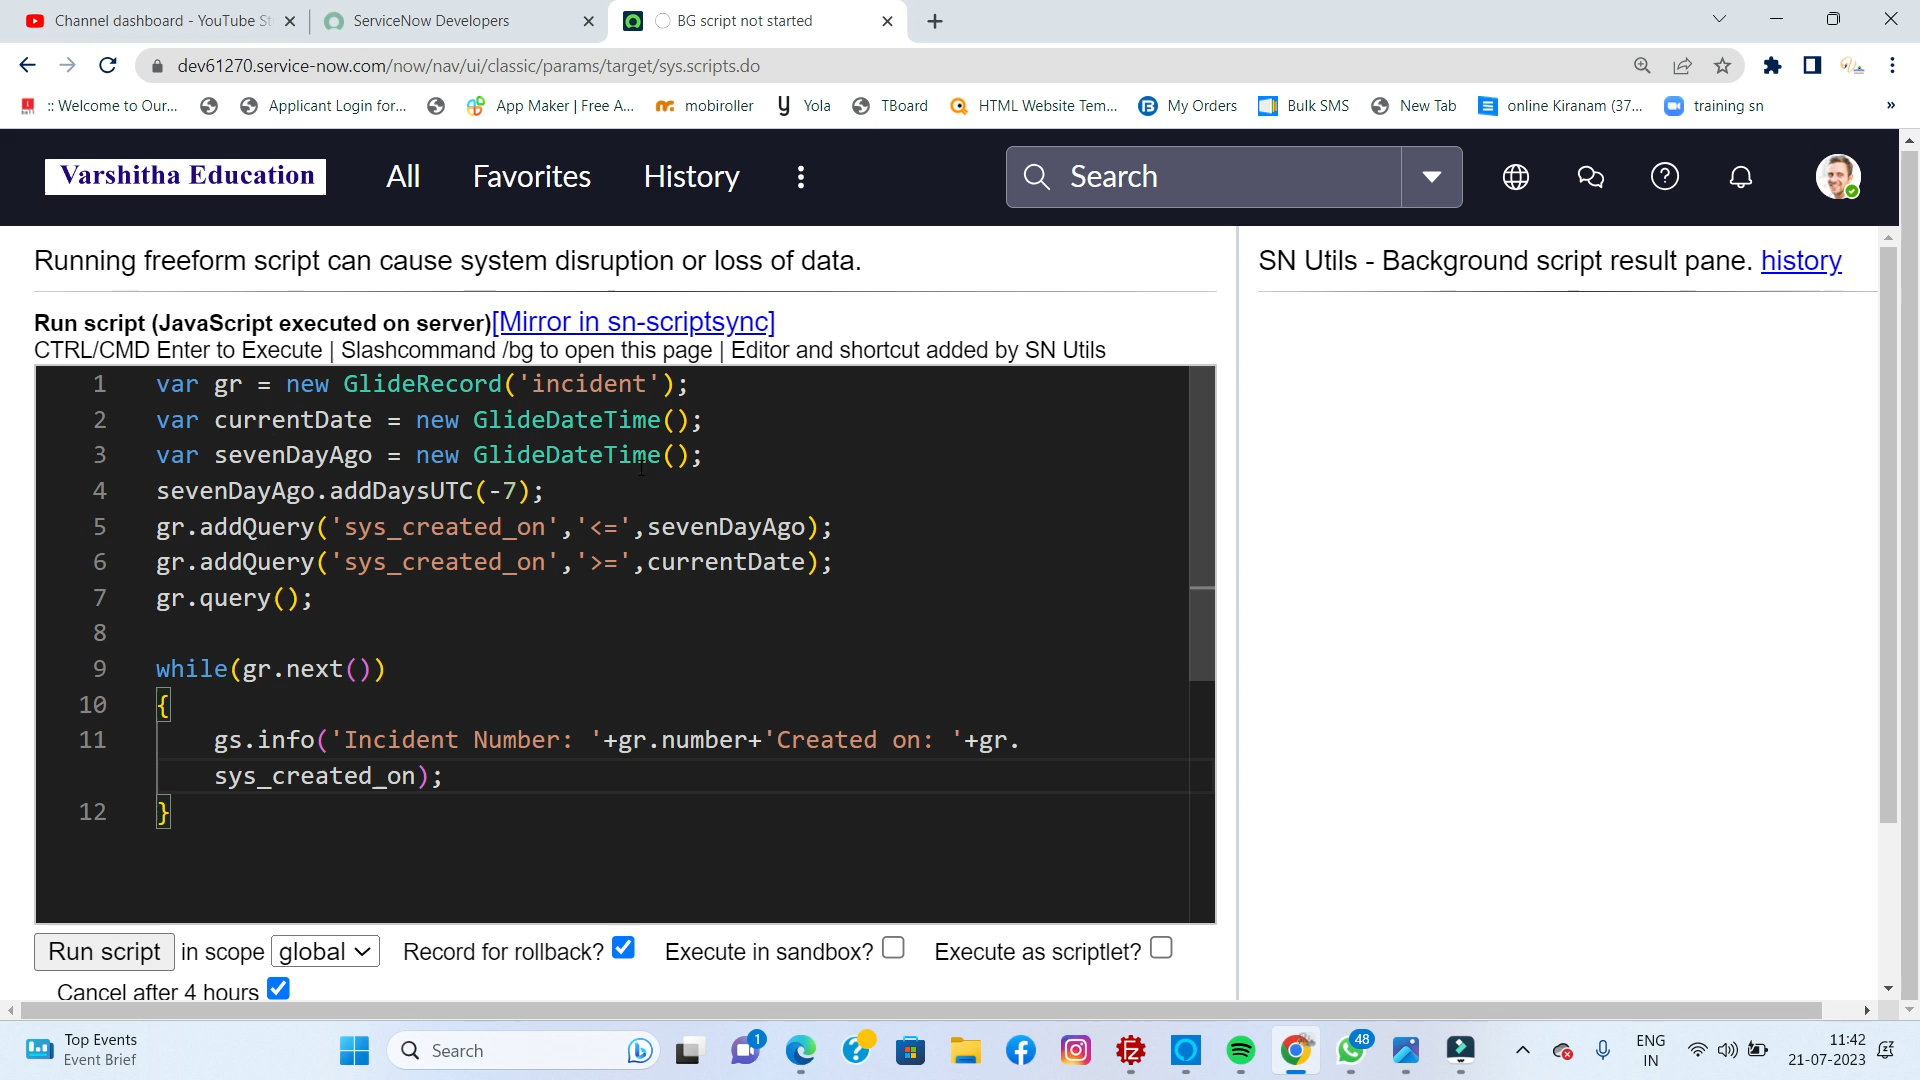 Channel dashboard - YouTube St
ServiceNow Developers
BG script not started
dev61270.service-now.com/now/nav/ui/classic/params/target/sys.scripts.do
:: Welcome to Our...
Applicant Login for...
App Maker | Free A...
mobiroller
Yola
TBoard
HTML Website Tem...
My Orders
Bulk SMS
New Tab
online Kiranam (37...
training sn
»
Varshitha Education
All
Favorites
History
Search
Running freeform script can cause system disruption or loss of data.
SN Utils - Background script result pane. history
Run script (JavaScript executed on server)[Mirror in sn-scriptsync]
CTRL/CMD Enter to Execute | Slashcommand /bg to open this page | Editor and shortcut added by SN Utils
1 var gr = new GlideRecord('incident');
2 var currentDate = new GlideDateTime();
3 var sevenDayAgo = new GlideDateTime();
4 sevenDayAgo.addDaysUTC(-7);
5 gr.addQuery('sys_created_on','<=',sevenDayAgo);
6 gr.addQuery('sys_created_on','>=',currentDate);
7 gr.query();
8
9 while(gr.next())
10 {
11 gs.info('Incident Number: '+gr.number+'Created on: '+gr.
sys_created_on);
12 }
Run script in scope global Record for rollback? Execute in sandbox? Execute as scriptlet?
Cancel after 4 hours
Top Events
Event Brief
Search
1
48
ENG
IN
11:42
21-07-2023